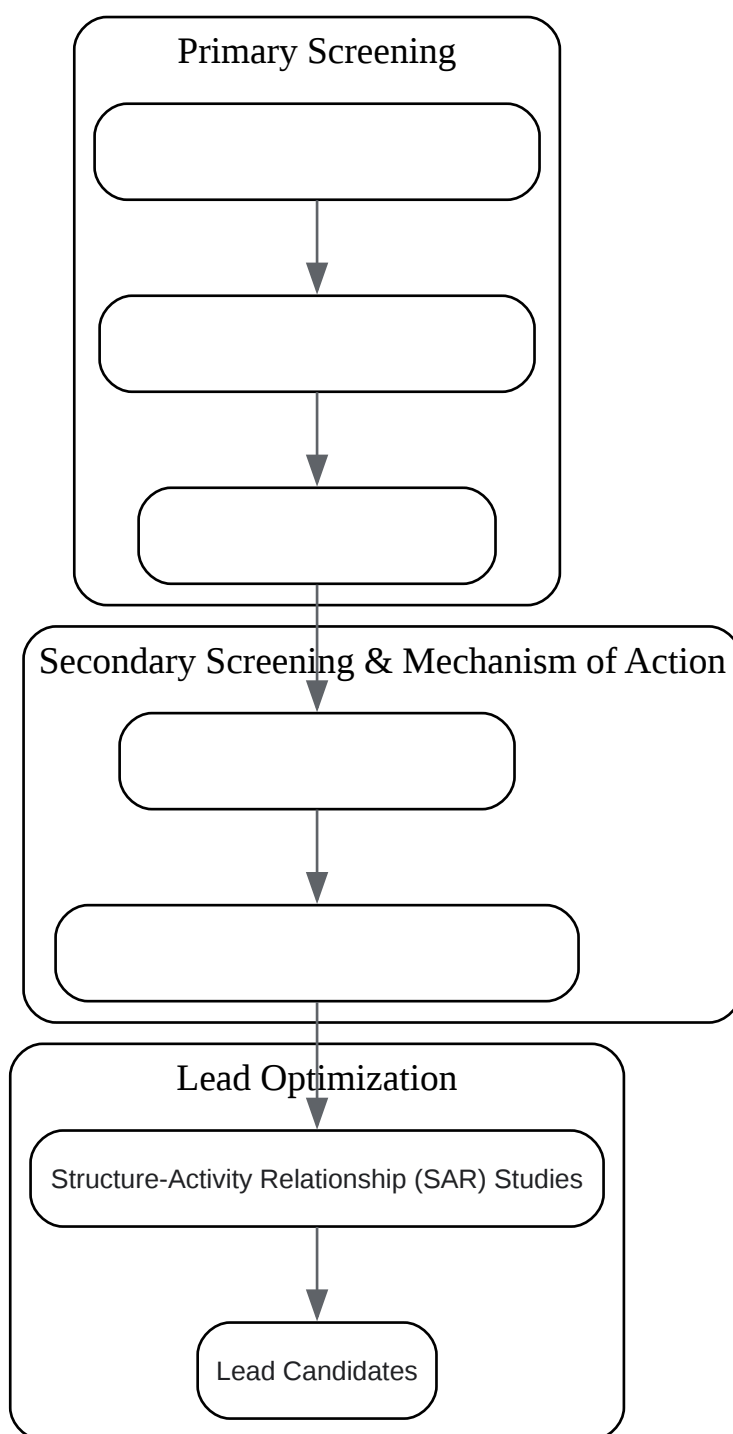 Primary Screening
Secondary Screening & Mechanism of Action
Lead Optimization
Structure-Activity Relationship (SAR) Studies
Lead Candidates